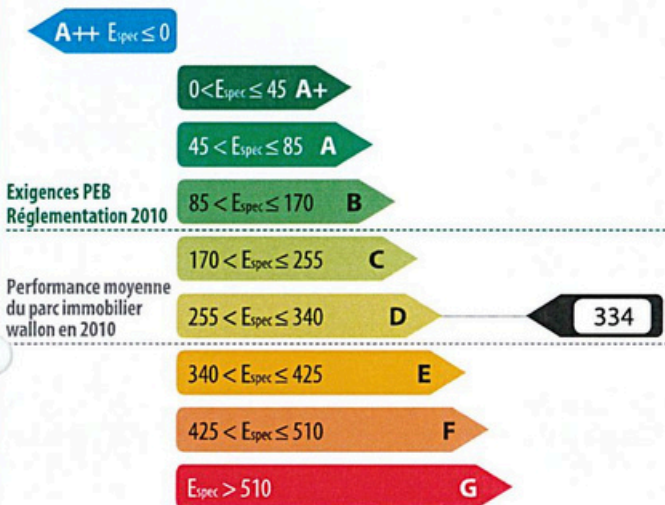 A++ Espec ≤ 0
0 < Espec ≤ 45 A+
45 < Espec ≤ 85 A
Exigences PEB
Réglementation 2010
85 < Espec ≤ 170 B
170 < Espec ≤ 255 C
Performance moyenne
du parc immobilier
wallon en 2010
255 < Espec ≤ 340 D
334
340 < Espec ≤ 425 E
425 < Espec ≤ 510 F
Espec > 510 G